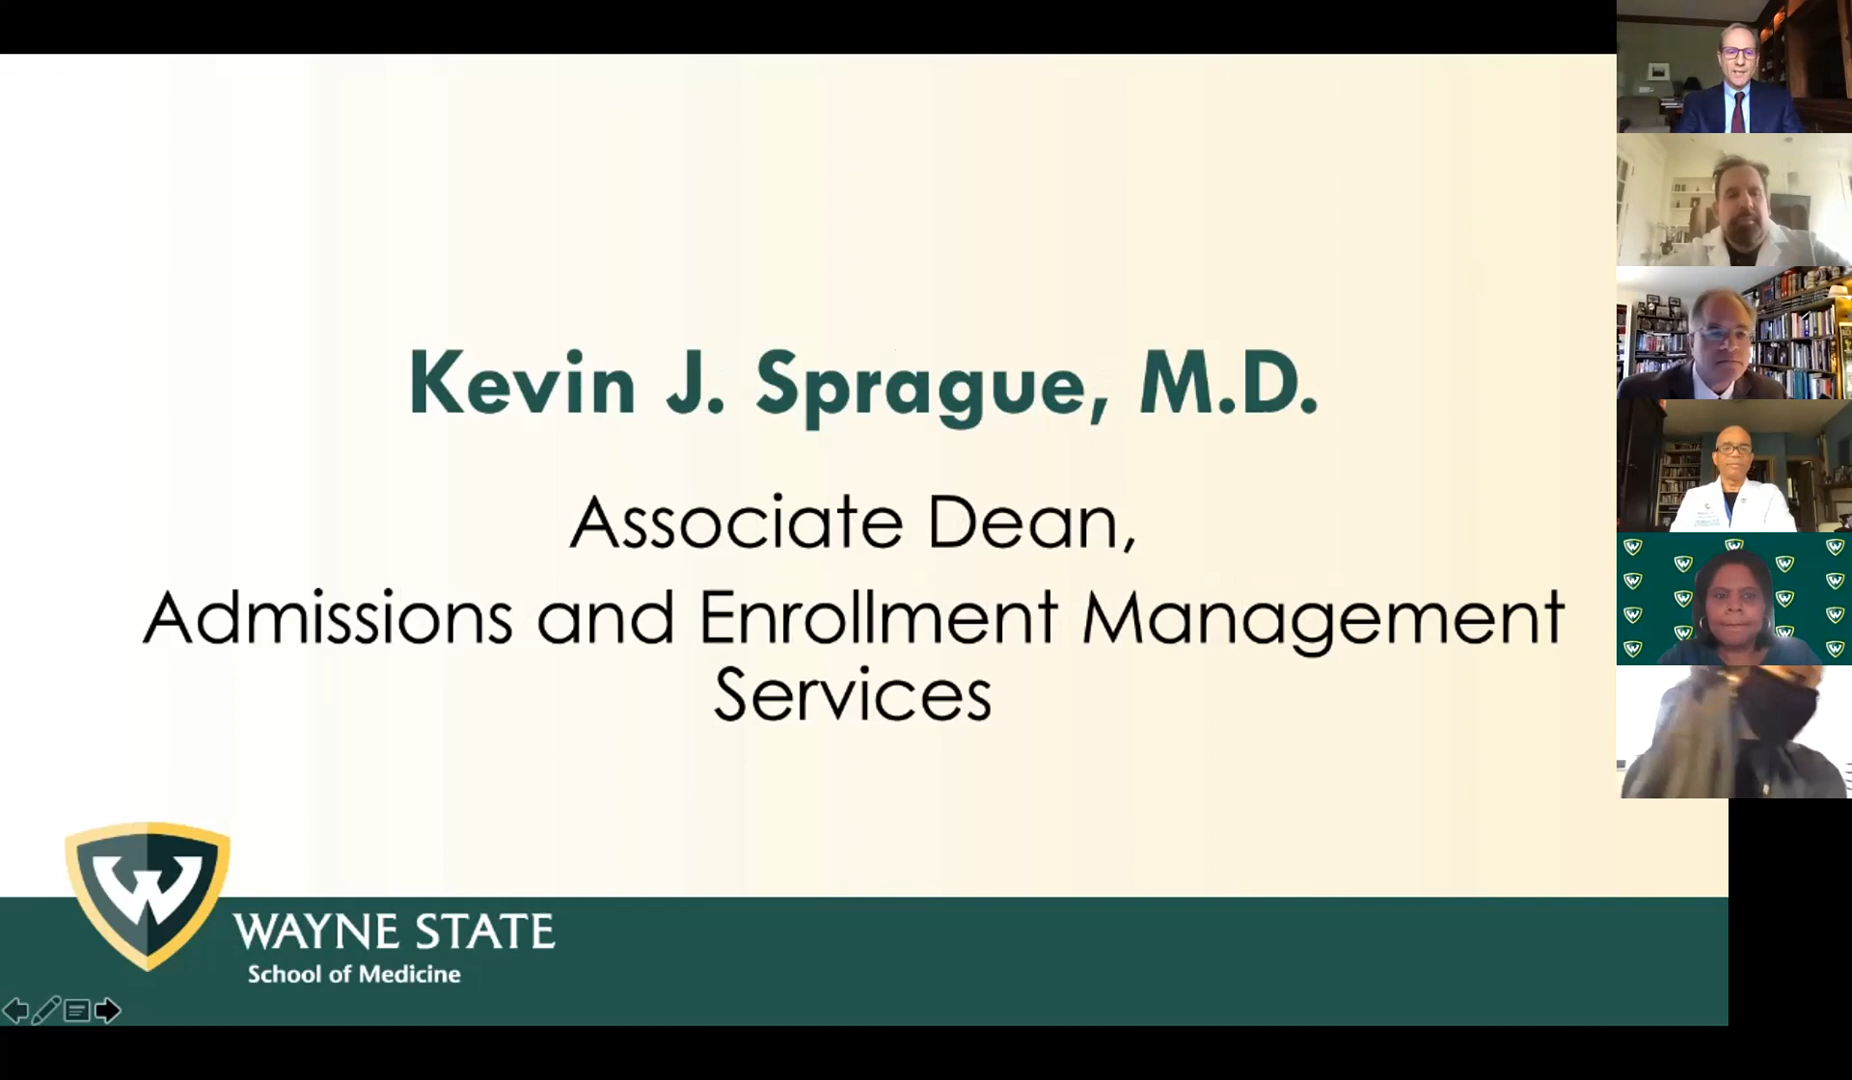 Kevin J. Sprague, M.D.
Associate Dean,
Admissions and Enrollment Management
Services
WAYNE STATE
School of Medicine